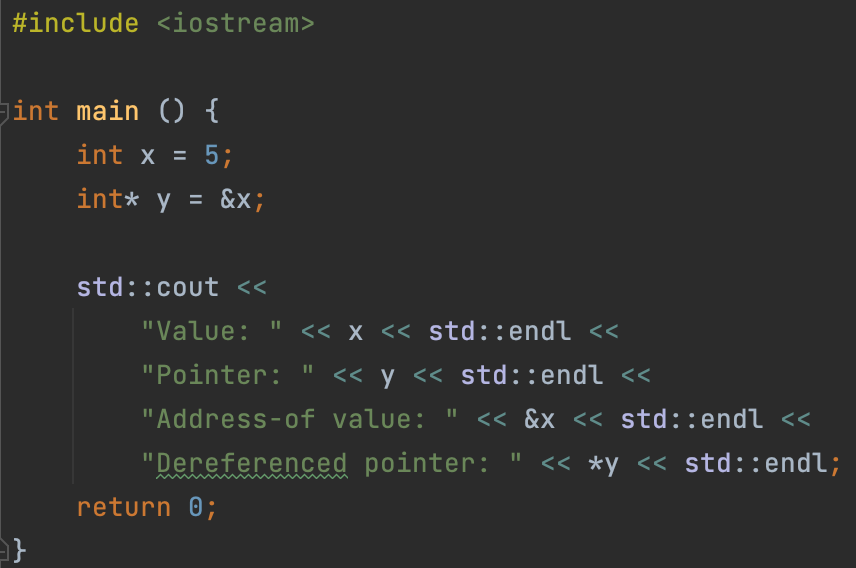 #include <iostream>
int main () {
    int x = 5;
    int* y = &x;
    std::cout <<
        "Value: " << x << std::endl <<
        "Pointer: " << y << std::endl <<
        "Address-of value: " << &x << std::endl <<
        "Dereferenced pointer: " << *y << std::endl;
    return 0;
}